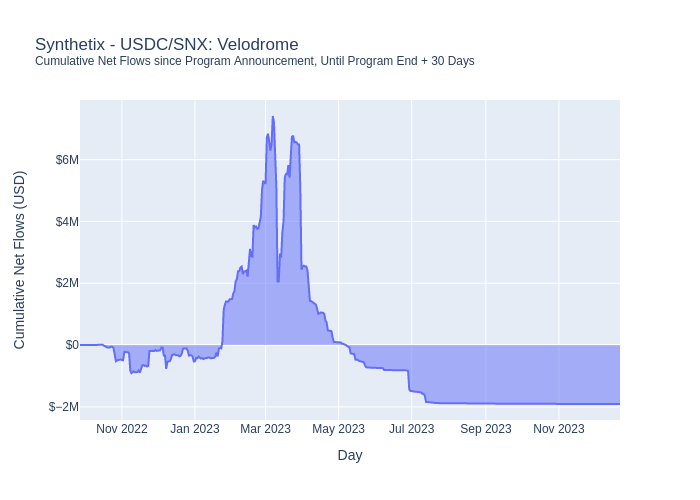 Synthetix - USDC/SNX: Velodrome
Cumulative Net Flows since Program Announcement, Until Program End + 30 Days
Cumulative Net Flows (USD)
$6M
$4M
$2M
$0
$−2M
Nov 2022
Jan 2023
Mar 2023
May 2023
Jul 2023
Sep 2023
Nov 2023
Day